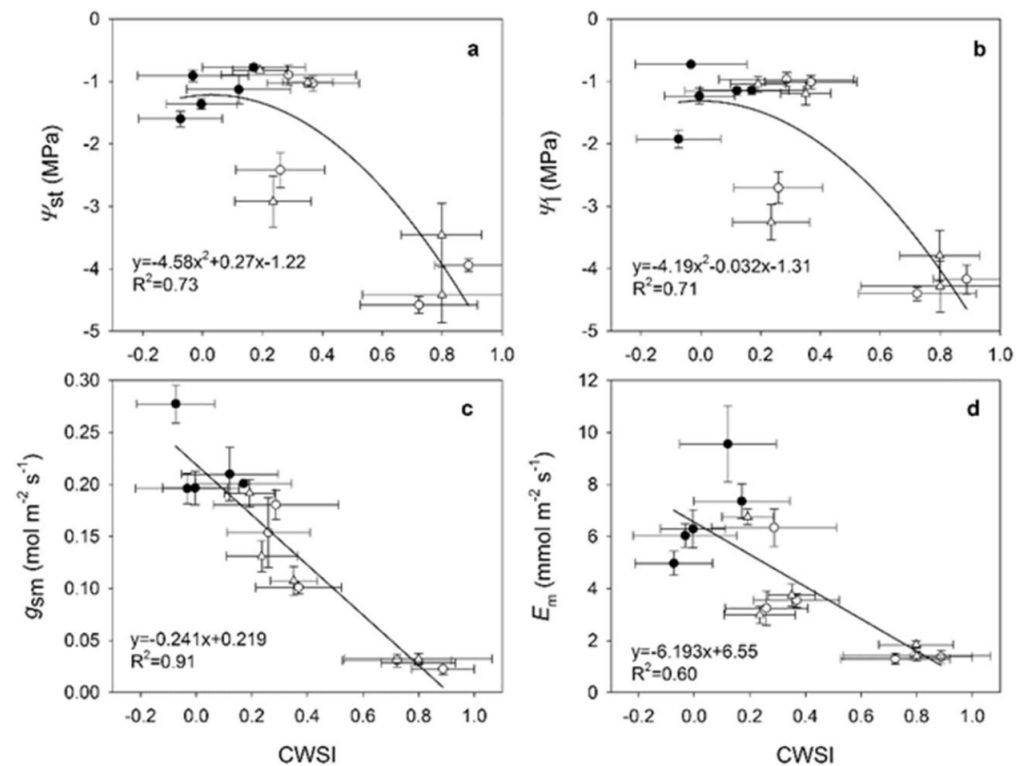 0
-1
-2
-3
-4
-5
Ψst (MPa)
a
y=-4.58x²+0.27x-1.22
R²=0.73
-0.2 0.0 0.2 0.4 0.6 0.8 1.0
0
-1
-2
-3
-4
-5
Ψl (MPa)
b
y=-4.19x²-0.032x-1.31
R²=0.71
-0.2 0.0 0.2 0.4 0.6 0.8 1.0
0.30
0.25
0.20
0.15
0.10
0.05
0.00
gsm (mol m⁻² s⁻¹)
c
y=-0.241x+0.219
R²=0.91
-0.2 0.0 0.2 0.4 0.6 0.8 1.0
CWSI
12
10
8
6
4
2
0
Em (mmol m⁻² s⁻¹)
d
y=-6.193x+6.55
R²=0.60
-0.2 0.0 0.2 0.4 0.6 0.8 1.0
CWSI